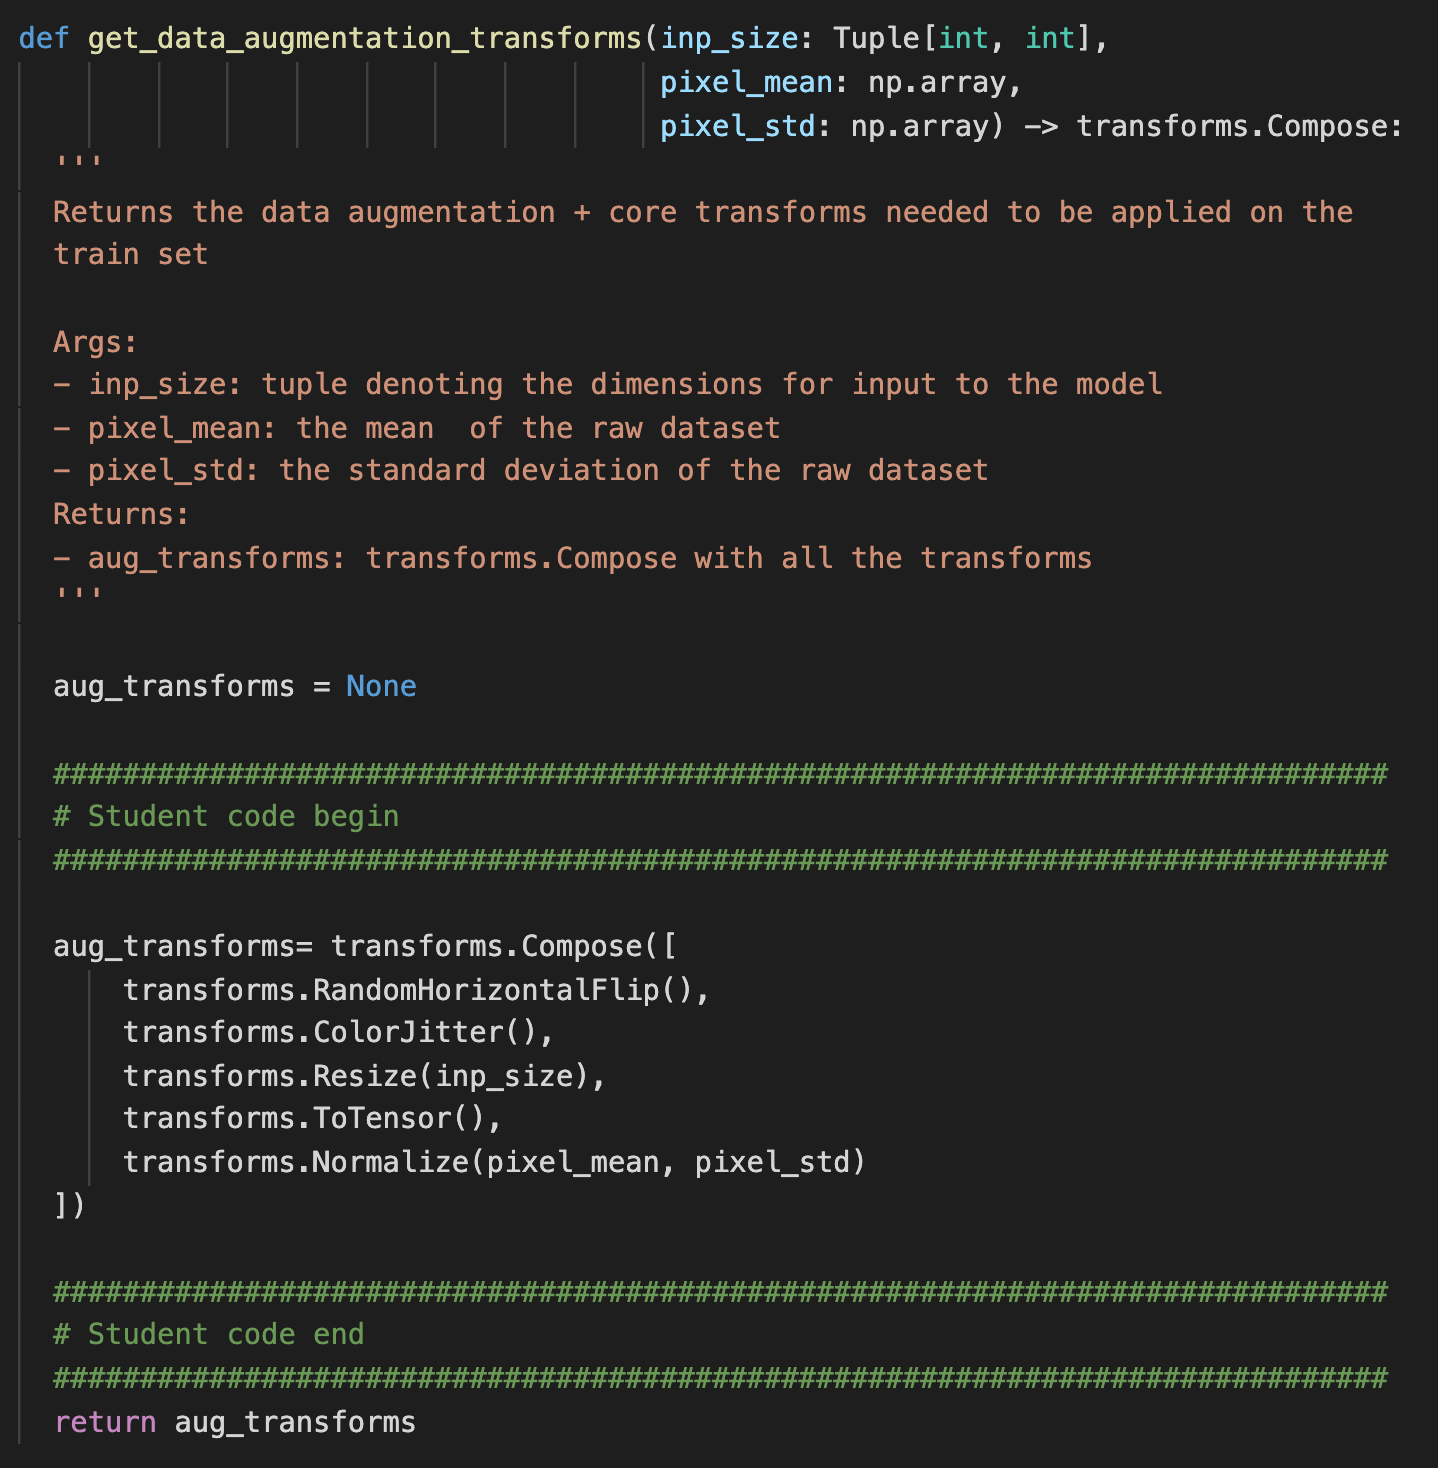 def get_data_augmentation_transforms(inp_size: Tuple[int, int],
pixel_mean: np.array,
pixel_std: np.array) -> transforms.Compose:
'''
Returns the data augmentation + core transforms needed to be applied on the
train set
Args:
- inp_size: tuple denoting the dimensions for input to the model
- pixel_mean: the mean  of the raw dataset
- pixel_std: the standard deviation of the raw dataset
Returns:
- aug_transforms: transforms.Compose with all the transforms
'''
aug_transforms = None
#############################################################################
# Student code begin
#############################################################################
aug_transforms= transforms.Compose([
transforms.RandomHorizontalFlip(),
transforms.ColorJitter(),
transforms.Resize(inp_size),
transforms.ToTensor(),
transforms.Normalize(pixel_mean, pixel_std)
])
#############################################################################
# Student code end
#############################################################################
return aug_transforms